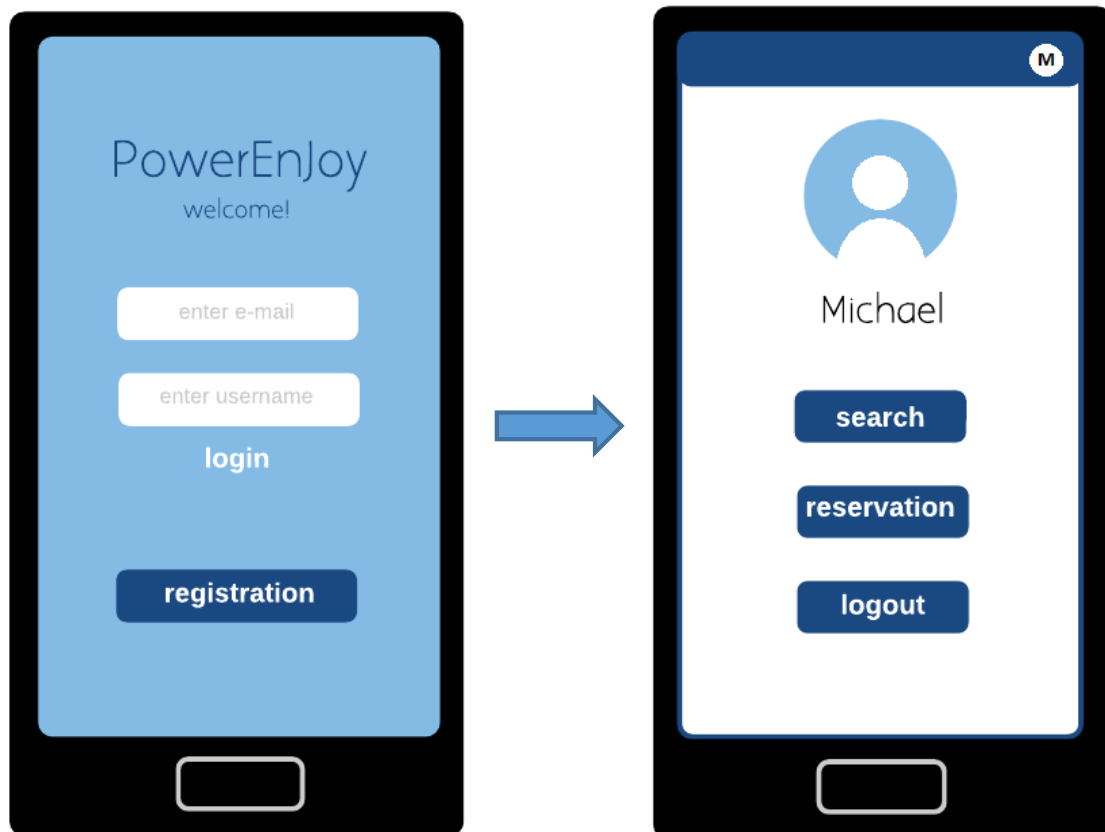 PowerEnJoy
welcome!
enter e-mail
enter username
login
registration
M
Michael
search
reservation
logout